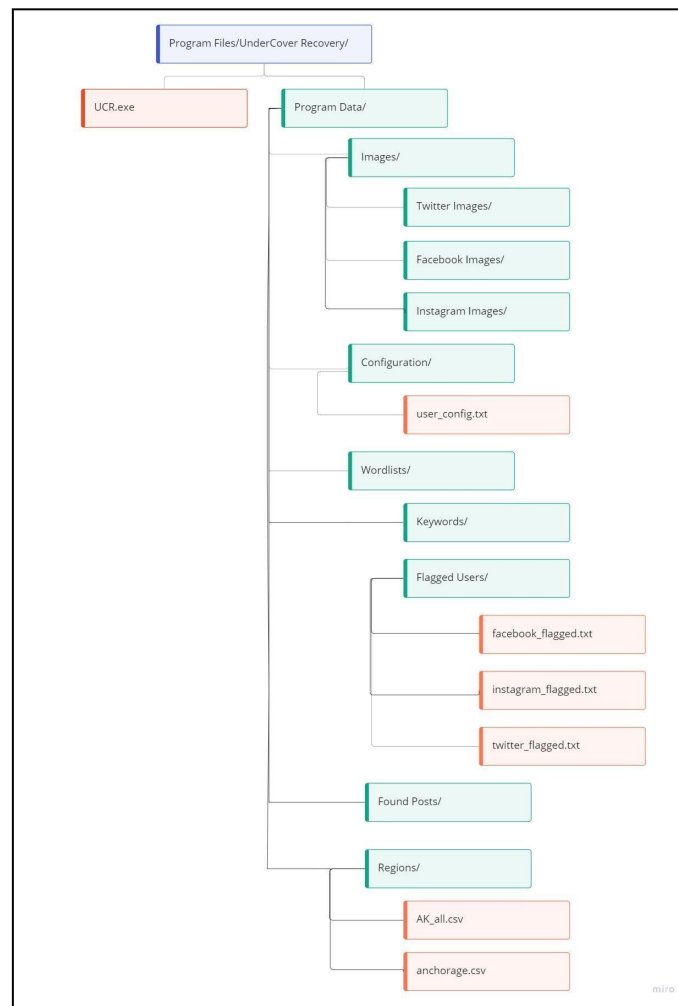 Program Files/UnderCover Recovery/
UCR.exe
Program Data/
Images/
Twitter Images/
Facebook Images/
Instagram Images/
Configuration/
user_config.txt
Wordlists/
Keywords/
Flagged Users/
facebook_flagged.txt
instagram_flagged.txt
twitter_flagged.txt
Found Posts/
Regions/
AK_all.csv
anchorage.csv
miro